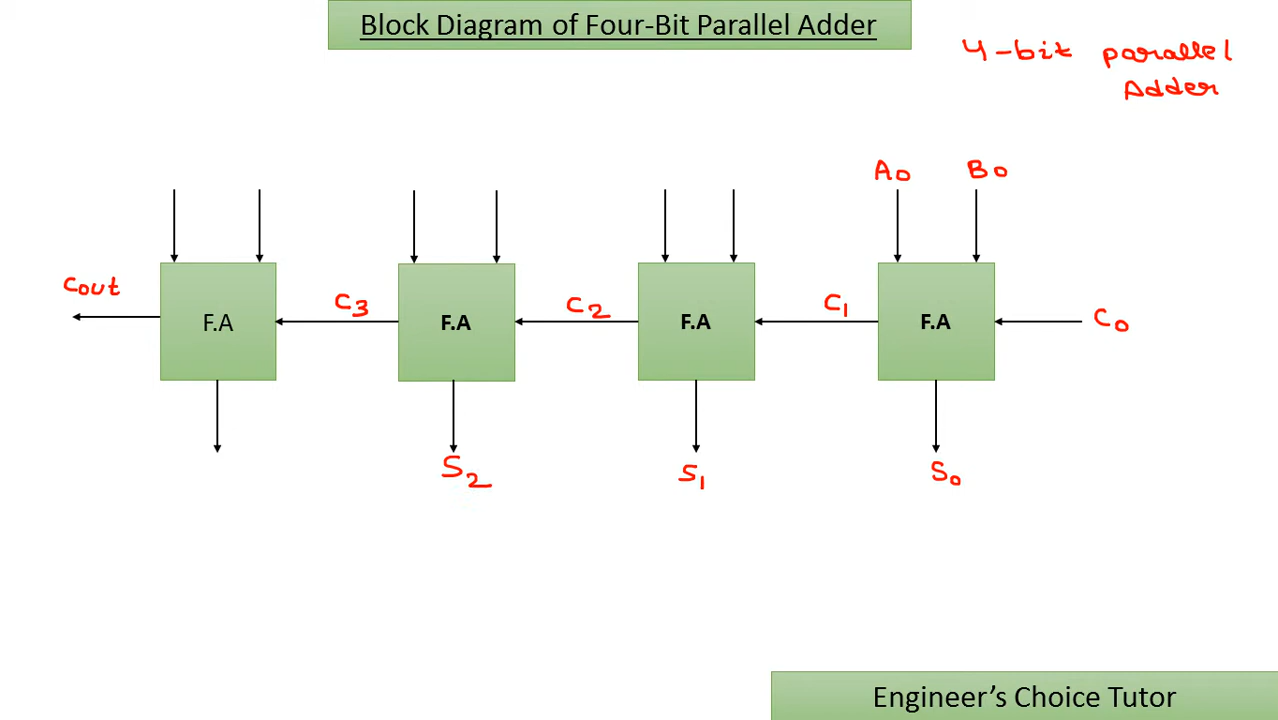 Block Diagram of Four-Bit Parallel Adder
4-bit parallel
Adder
A0 B0
Cout F.A C3 F.A C2 F.A C1 F.A C0
S2 S1 S0
Engineer’s Choice Tutor